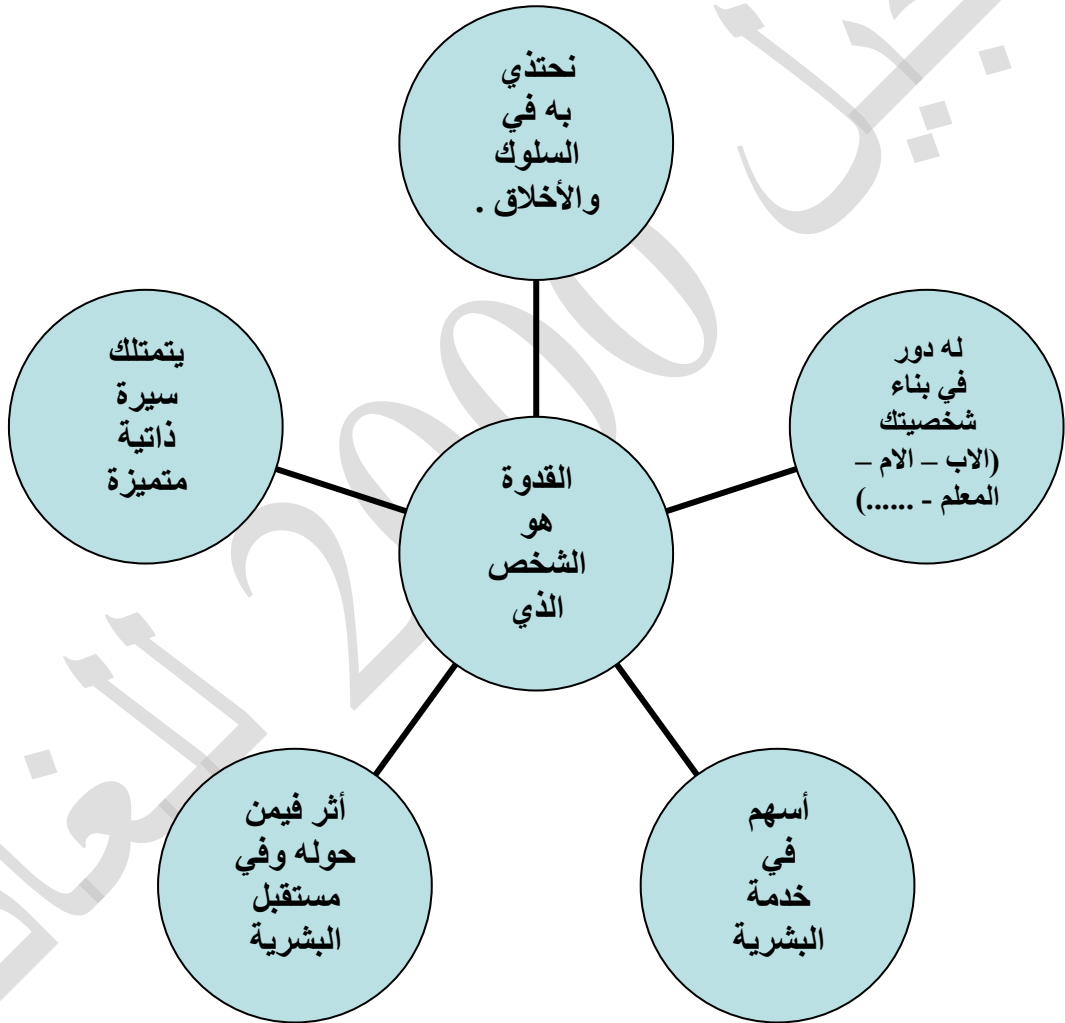 نحتذي
به في
السلوك
والأخلاق .
له دور
في بناء
شخصيتك
(الاب – الام –
المعلم - ......)
يتمتلك
سيرة
ذاتية
متميزة
القدوة
هو
الشخص
الذي
أسهم
في
خدمة
البشرية
أثر فيمن
حوله وفي
مستقبل
البشرية